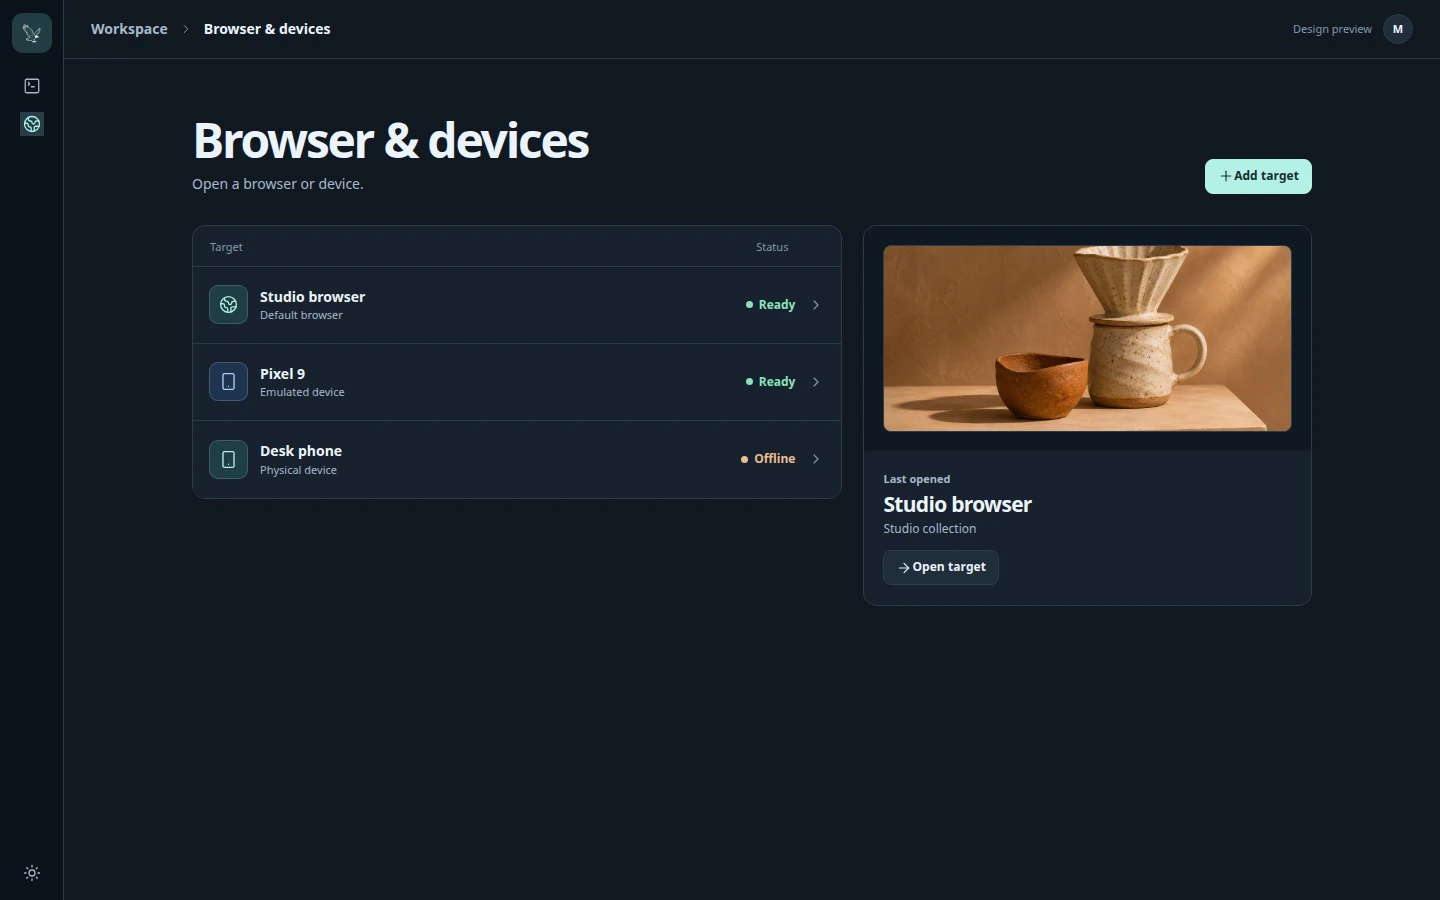 Workspace
Browser & devices
Design preview
M
Browser & devices
Open a browser or device.
Add target
Target
Status
Studio browser
Default browser
Ready
Pixel 9
Emulated device
Ready
Desk phone
Physical device
Offline
Last opened
Studio browser
Studio collection
Open target